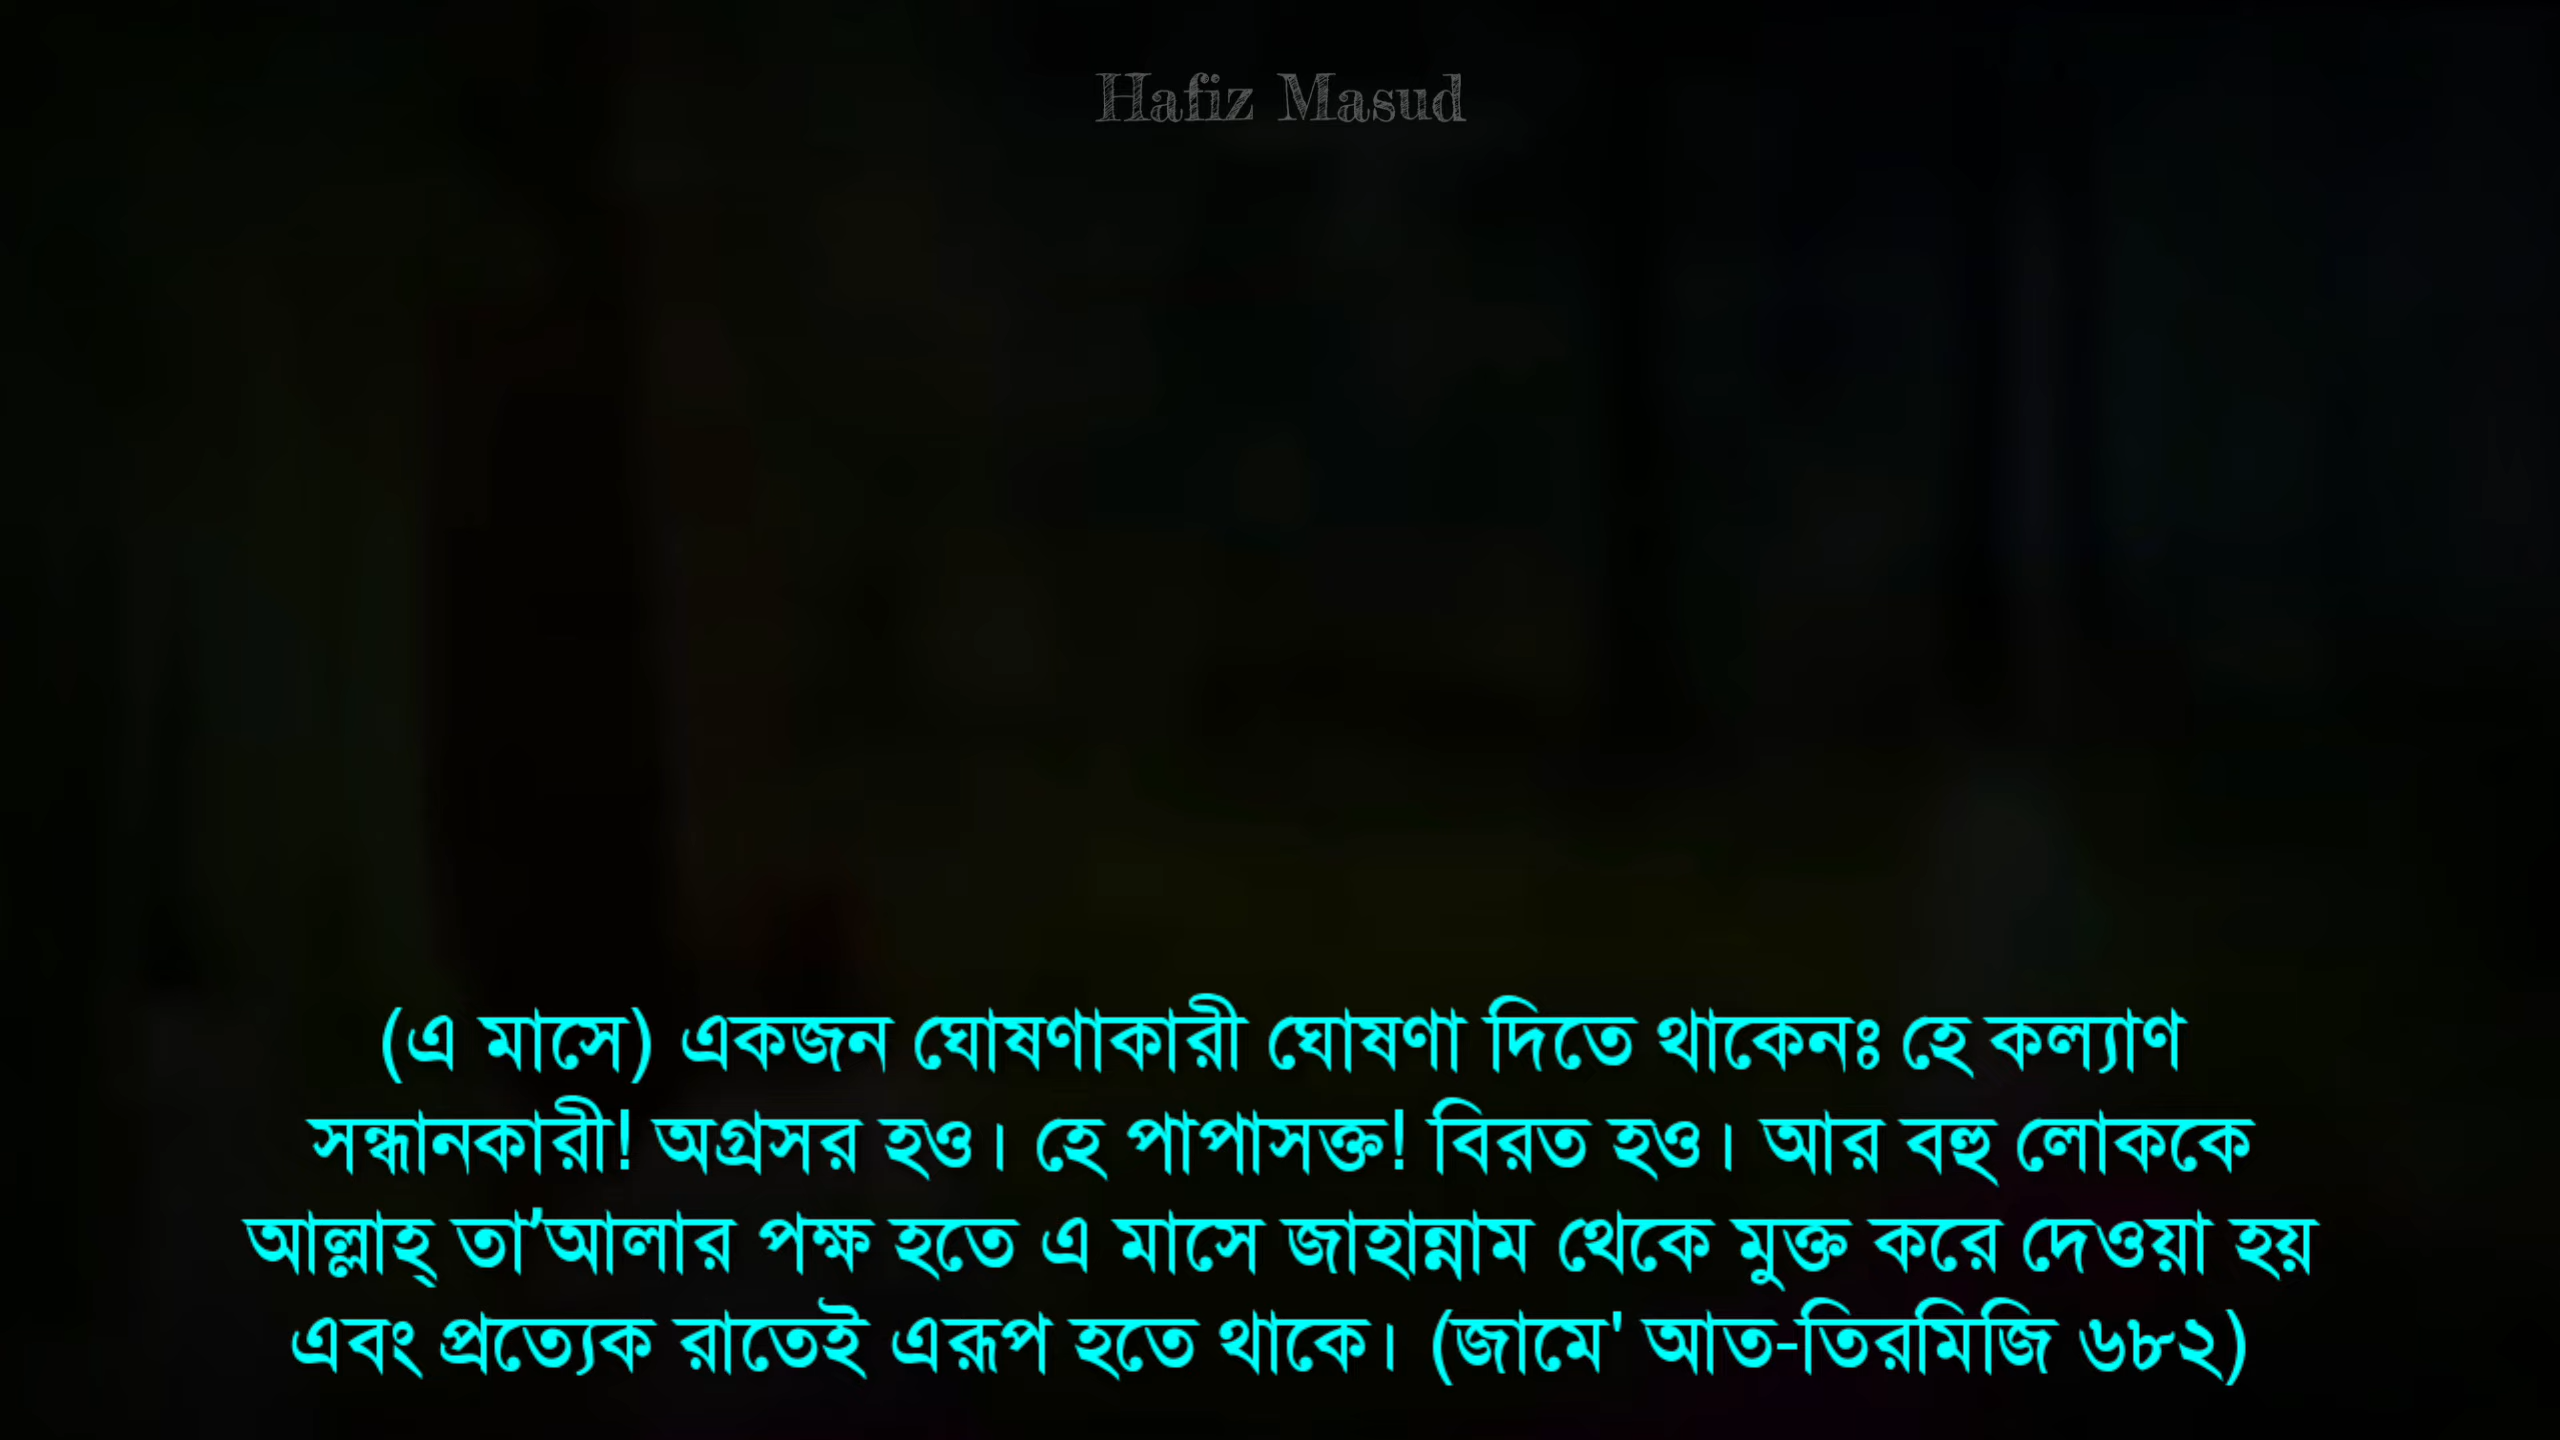 Hafiz Masud
(এ মাসে) একজন ঘোষণাকারী ঘোষণা দিতে থাকেনঃ হে কল্যাণ
সন্ধানকারী! অগ্রসর হও। হে পাপাসক্ত! বিরত হও। আর বহু লোককে
আল্লাহ্ তা’আলার পক্ষ হতে এ মাসে জাহান্নাম থেকে মুক্ত করে দেওয়া হয়
এবং প্রত্যেক রাতেই এরূপ হতে থাকে। (জামে' আত-তিরমিজি ৬৮২)